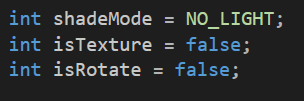 int shadeMode = NO_LIGHT;
int isTexture = false;
int isRotate = false;